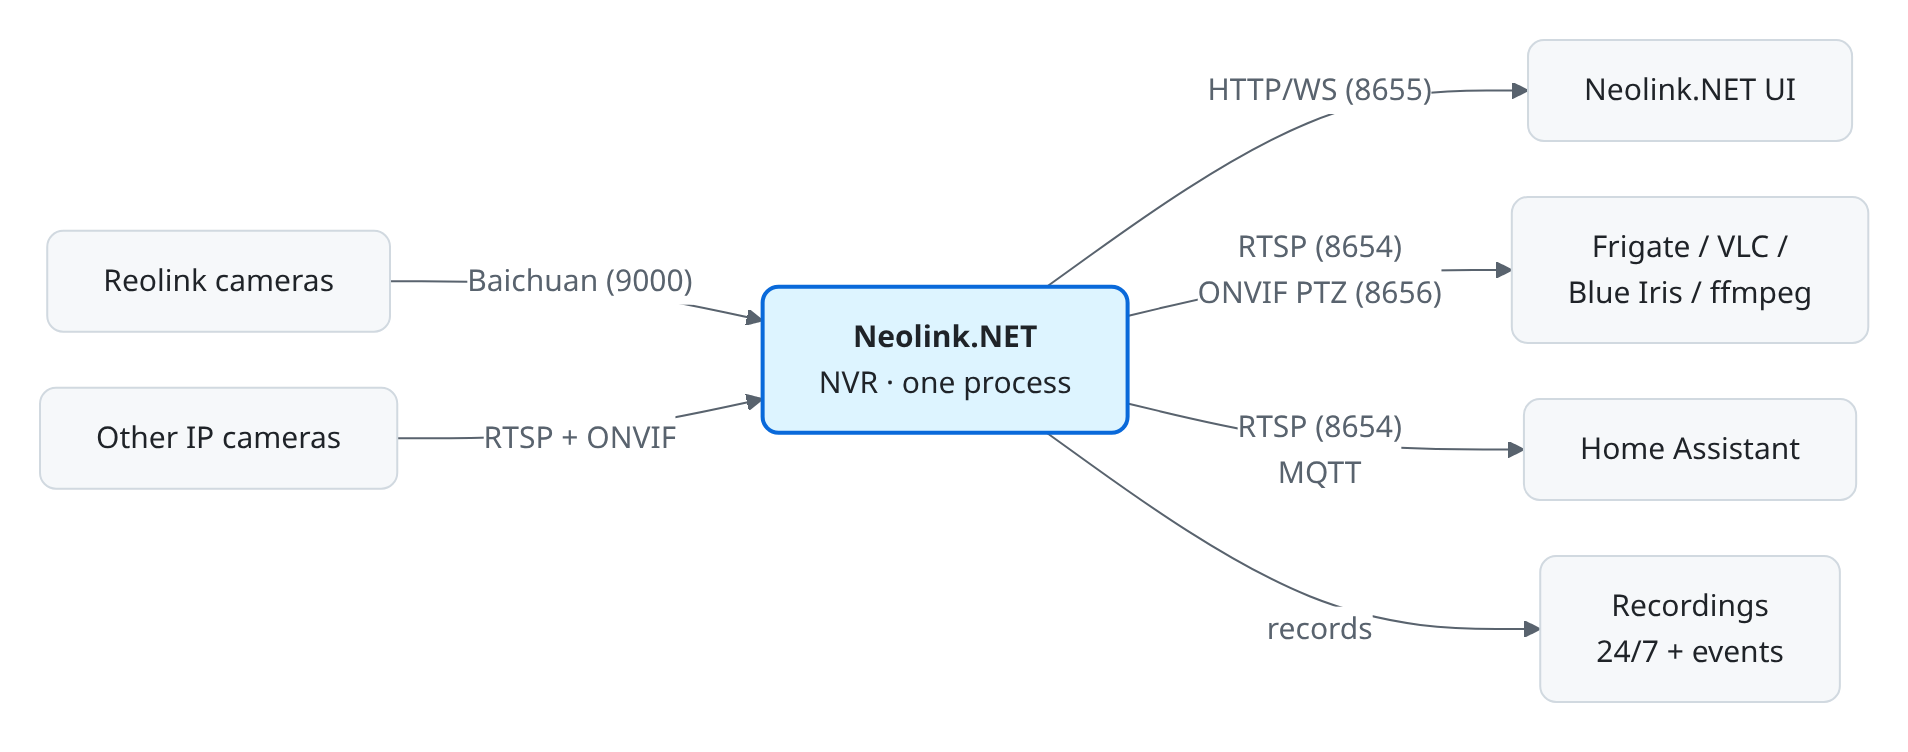 Reolink cameras
Other IP cameras
Baichuan (9000)
RTSP + ONVIF
Neolink.NET
NVR · one process
HTTP/WS (8655)
RTSP (8654)
ONVIF PTZ (8656)
RTSP (8654)
MQTT
records
Neolink.NET UI
Frigate / VLC /
Blue Iris / ffmpeg
Home Assistant
Recordings
24/7 + events